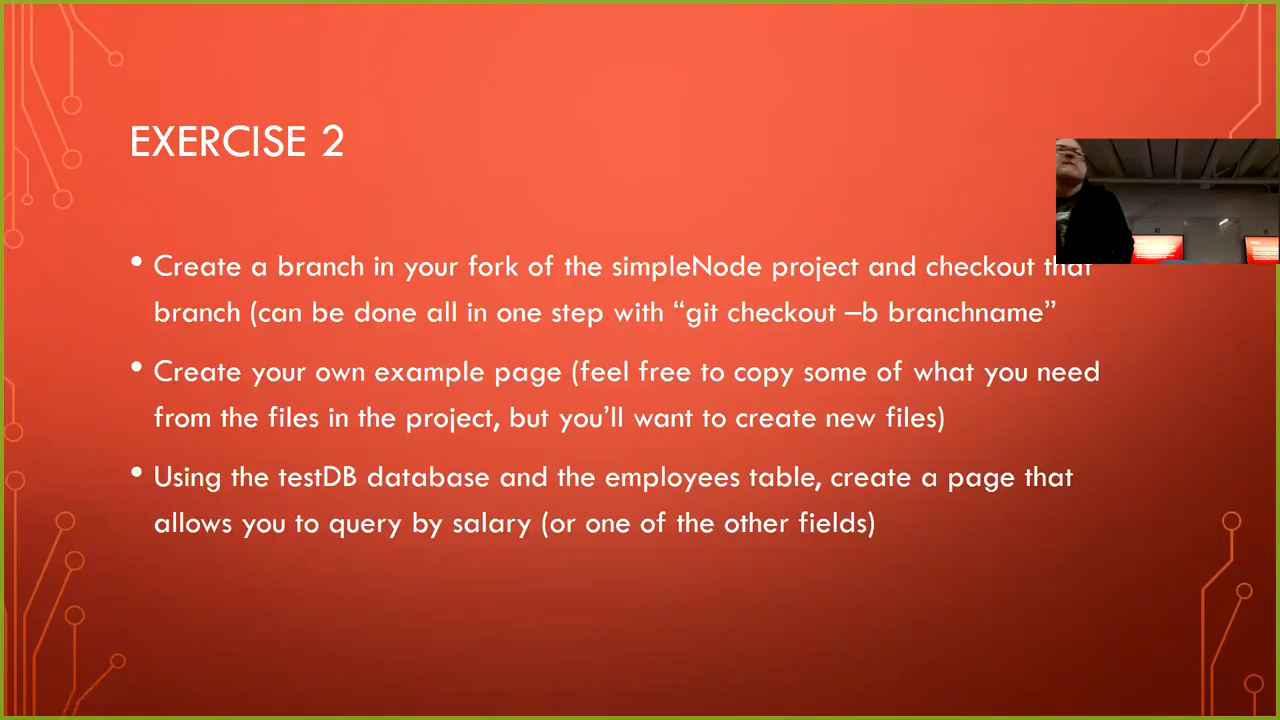 EXERCISE 2
• Create a branch in your fork of the simpleNode project and checkout that
branch (can be done all in one step with “git checkout –b branchname”
• Create your own example page (feel free to copy some of what you need
from the files in the project, but you’ll want to create new files)
• Using the testDB database and the employees table, create a page that
allows you to query by salary (or one of the other fields)